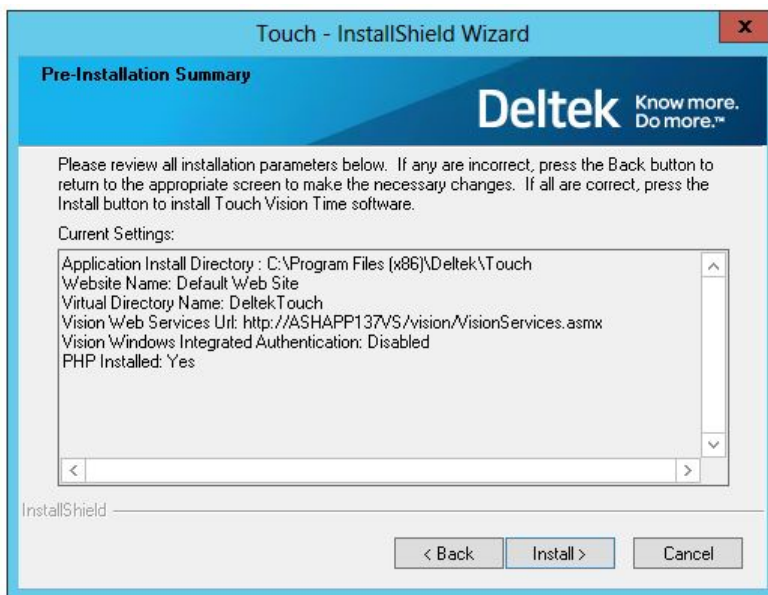 Touch - InstallShield Wizard
x
Pre-Installation Summary
Deltek Know more.
Do more.™
Please review all installation parameters below. If any are incorrect, press the Back button to
return to the appropriate screen to make the necessary changes. If all are correct, press the
Install button to install Touch Vision Time software.
Current Settings:
Application Install Directory : C:\Program Files (x86)\Deltek\Touch
Website Name: Default Web Site
Virtual Directory Name: DeltekTouch
Vision Web Services Url: http://ASHAPP137VS/vision/VisionServices.asmx
Vision Windows Integrated Authentication: Disabled
PHP Installed: Yes
InstallShield
< Back
Install >
Cancel